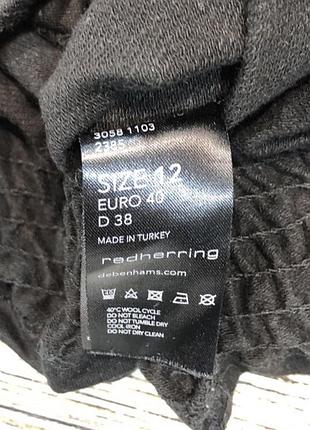 3058 1103
2385
SIZE 12
EURO 40
D 38
MADE IN TURKEY
redherring
debenhams.com
40°C WOOL CYCLE
DO NOT BLEACH
DO NOT TUMBLE DRY
COOL IRON
DO NOT DRY CLEAN